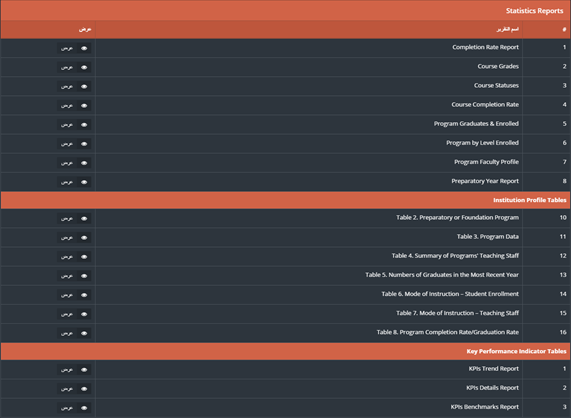 Statistics Reports
# اسم التقرير عرض
1 Completion Rate Report عرض
2 Course Grades عرض
3 Course Statuses عرض
4 Course Completion Rate عرض
5 Program Graduates & Enrolled عرض
6 Program by Level Enrolled عرض
7 Program Faculty Profile عرض
8 Preparatory Year Report عرض
Institution Profile Tables
10 Table 2. Preparatory or Foundation Program عرض
11 Table 3. Program Data عرض
12 Table 4. Summary of Programs' Teaching Staff عرض
13 Table 5. Numbers of Graduates in the Most Recent Year عرض
14 Table 6. Mode of Instruction – Student Enrollment عرض
15 Table 7. Mode of Instruction – Teaching Staff عرض
16 Table 8. Program Completion Rate/Graduation Rate عرض
Key Performance Indicator Tables
1 KPIs Trend Report عرض
2 KPIs Details Report عرض
3 KPIs Benchmarks Report عرض